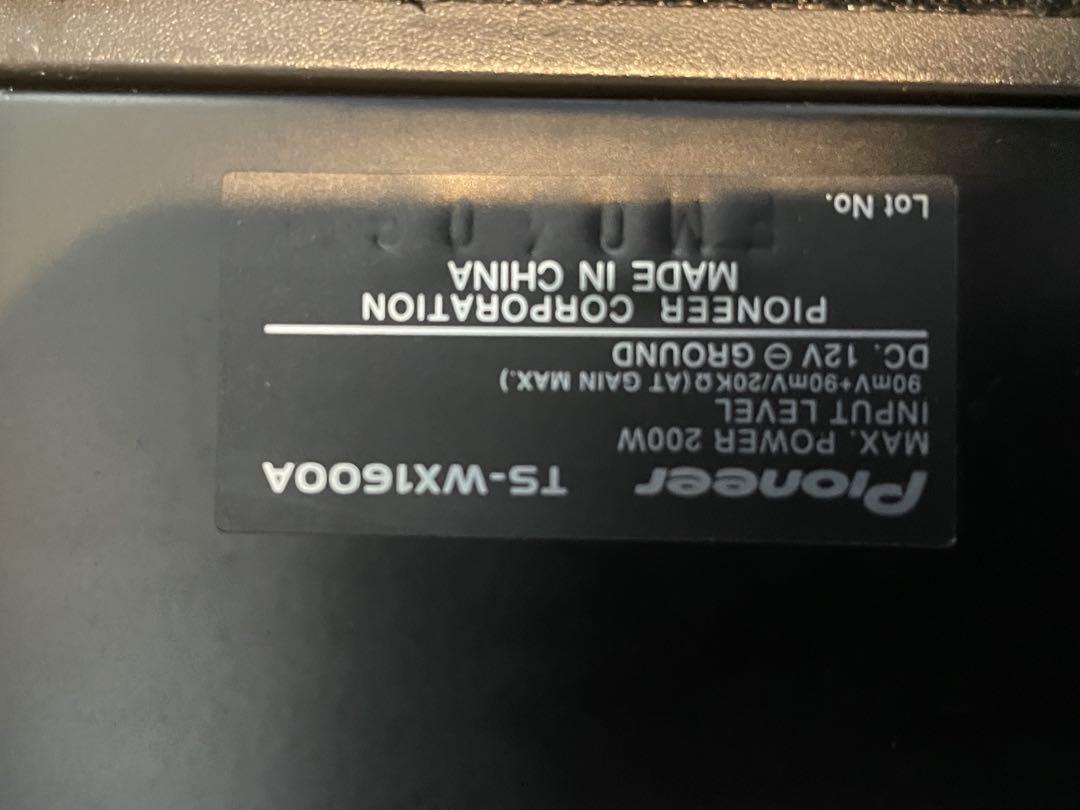 Pioneer TS-WX1600A
MAX. POWER 200W
INPUT LEVEL
90mV+90mV/20KΩ(AT GAIN MAX.)
DC. 12V ⊖ GROUND
PIONEER CORPORATION
MADE IN CHINA
Lot No.